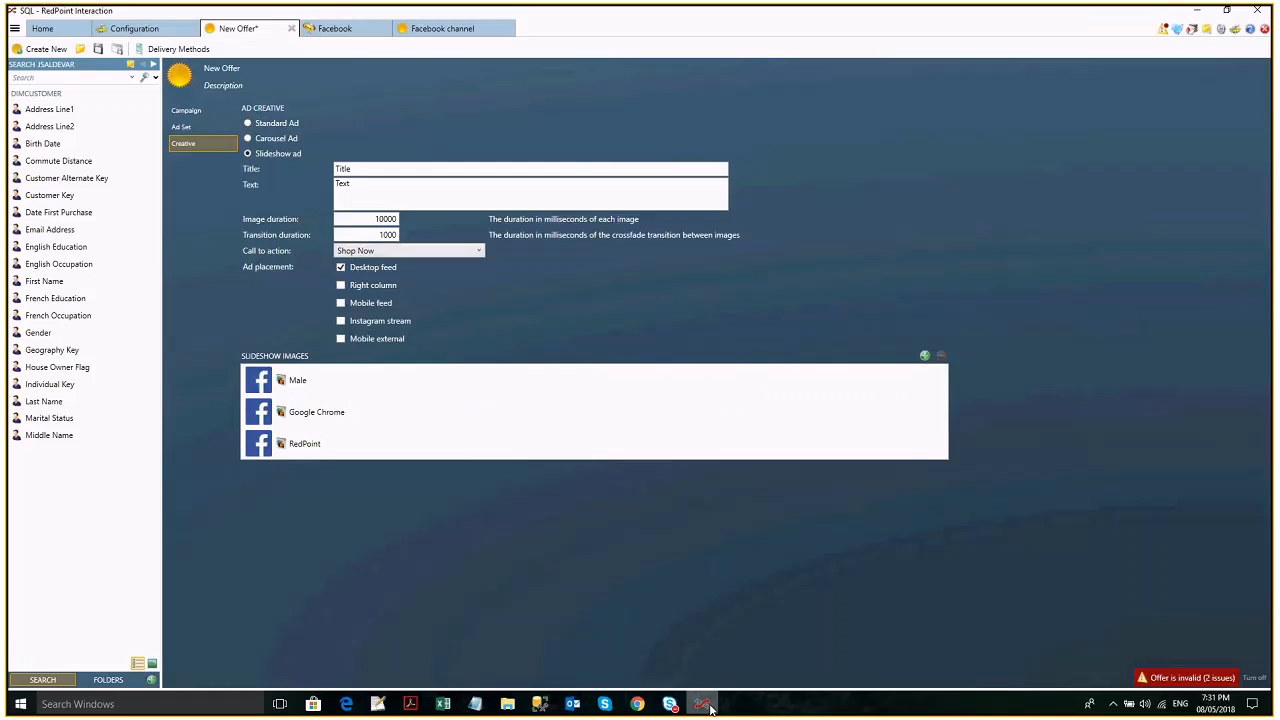 SQL - RedPoint Interaction
Home
Configuration
New Offer*
Facebook
Facebook channel
Create New
Delivery Methods
SEARCH JSALDEVAR
Search
DIMCUSTOMER
Address Line1
Address Line2
Birth Date
Commute Distance
Customer Alternate Key
Customer Key
Date First Purchase
Email Address
English Education
English Occupation
First Name
French Education
French Occupation
Gender
Geography Key
House Owner Flag
Individual Key
Last Name
Marital Status
Middle Name
SEARCH
FOLDERS
New Offer
Description
Campaign
Ad Set
Creative
AD CREATIVE
Standard Ad
Carousel Ad
Slideshow ad
Title: Title
Text: Text
Image duration: 10000 The duration in milliseconds of each image
Transition duration: 1000 The duration in milliseconds of the crossfade transition between images
Call to action: Shop Now
Ad placement: Desktop feed
Right column
Mobile feed
Instagram stream
Mobile external
SLIDESHOW IMAGES
Male
Google Chrome
RedPoint
Offer is invalid (2 issues) Turn off
Search Windows
ENG
7:31 PM
08/05/2018